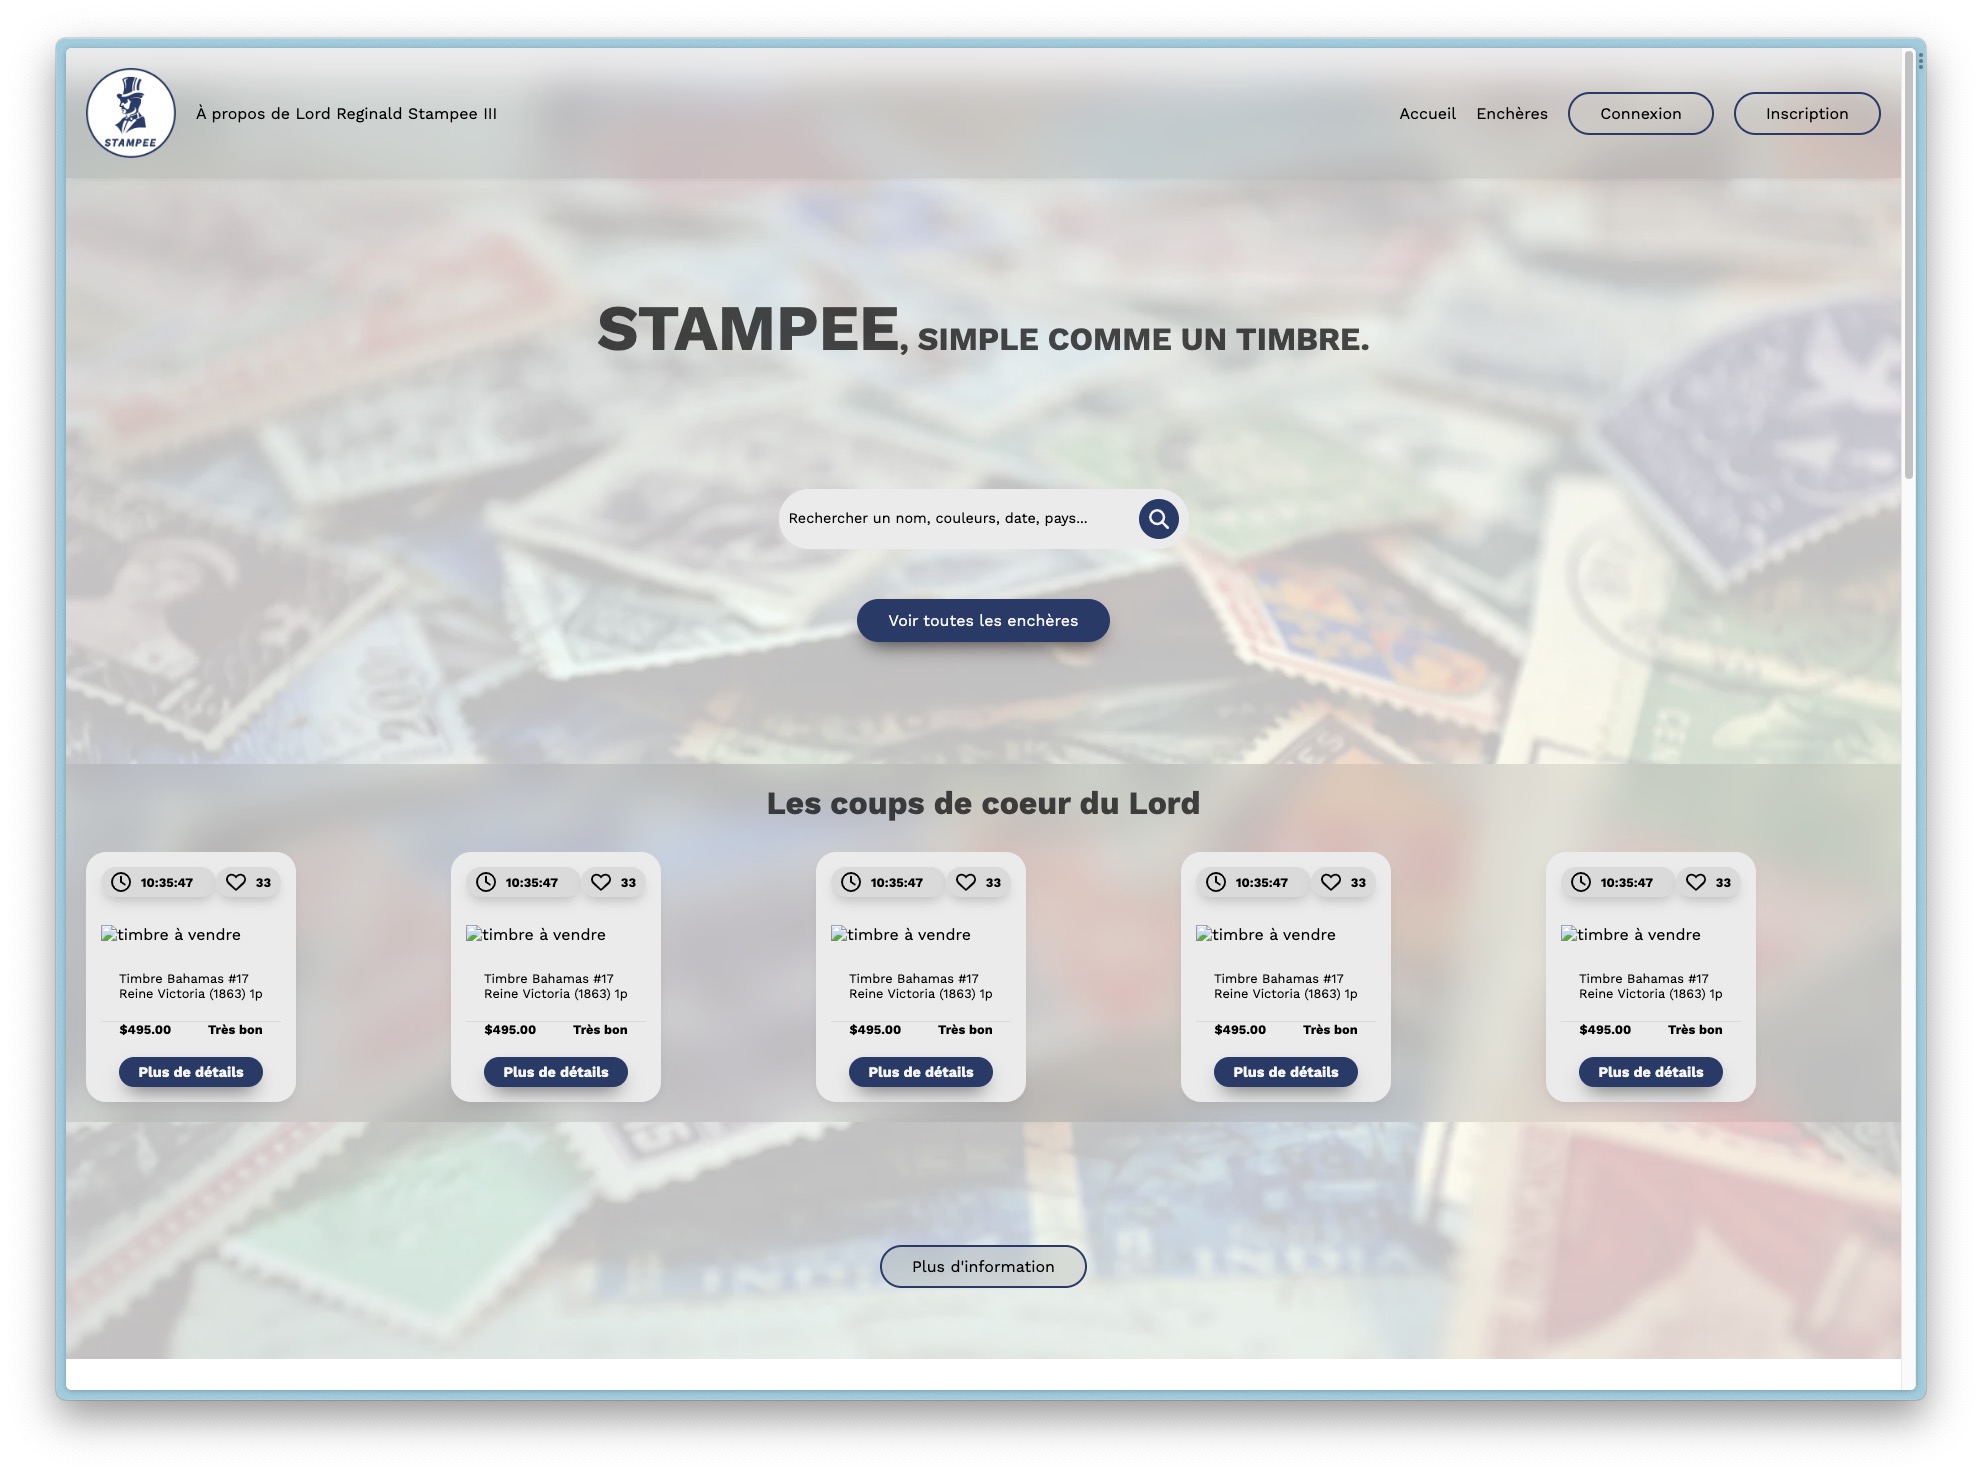 STAMPEE
À propos de Lord Reginald Stampee III
Accueil
Enchères
Connexion
Inscription
STAMPEE, SIMPLE COMME UN TIMBRE.
Rechercher un nom, couleurs, date, pays...
Voir toutes les enchères
Les coups de coeur du Lord
10:35:47
33
timbre à vendre
Timbre Bahamas #17
Reine Victoria (1863) 1p
$495.00
Très bon
Plus de détails
10:35:47
33
timbre à vendre
Timbre Bahamas #17
Reine Victoria (1863) 1p
$495.00
Très bon
Plus de détails
10:35:47
33
timbre à vendre
Timbre Bahamas #17
Reine Victoria (1863) 1p
$495.00
Très bon
Plus de détails
10:35:47
33
timbre à vendre
Timbre Bahamas #17
Reine Victoria (1863) 1p
$495.00
Très bon
Plus de détails
10:35:47
33
timbre à vendre
Timbre Bahamas #17
Reine Victoria (1863) 1p
$495.00
Très bon
Plus de détails
INDIA
Plus d'information